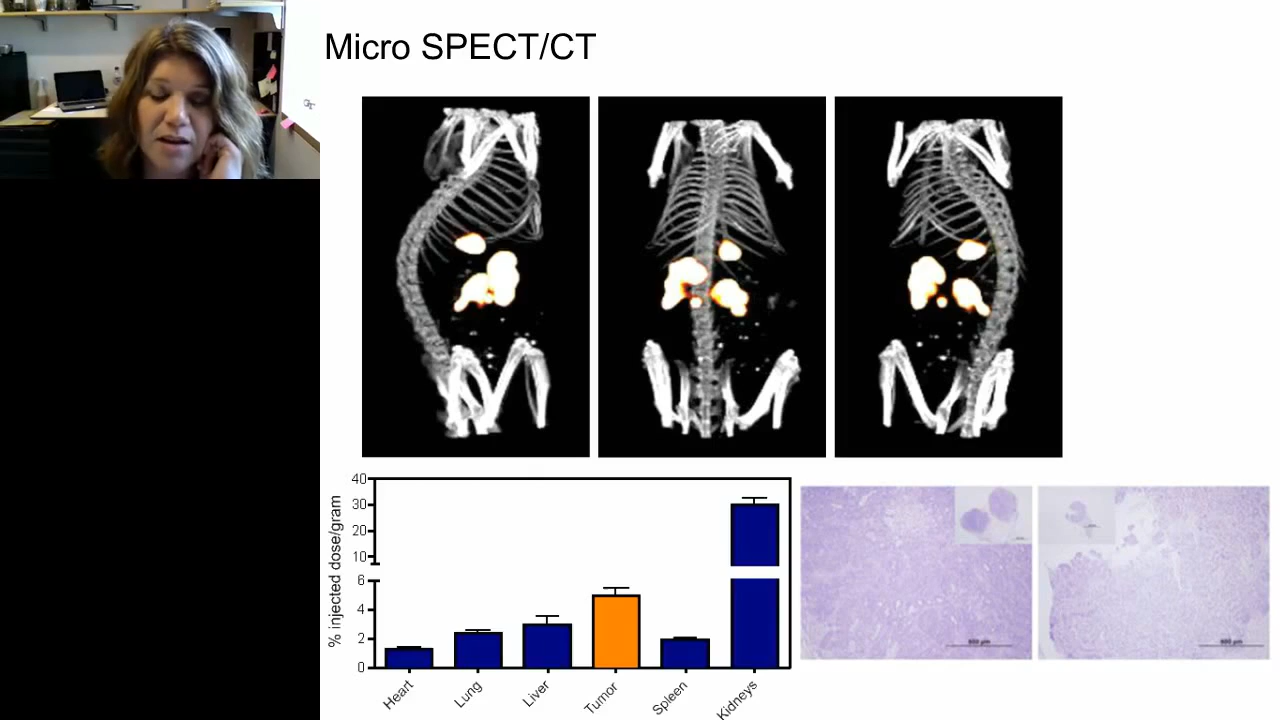 Micro SPECT/CT
% injected dose/gram
40
30
20
10
6
4
2
0
Heart
Lung
Liver
Tumor
Spleen
Kidneys